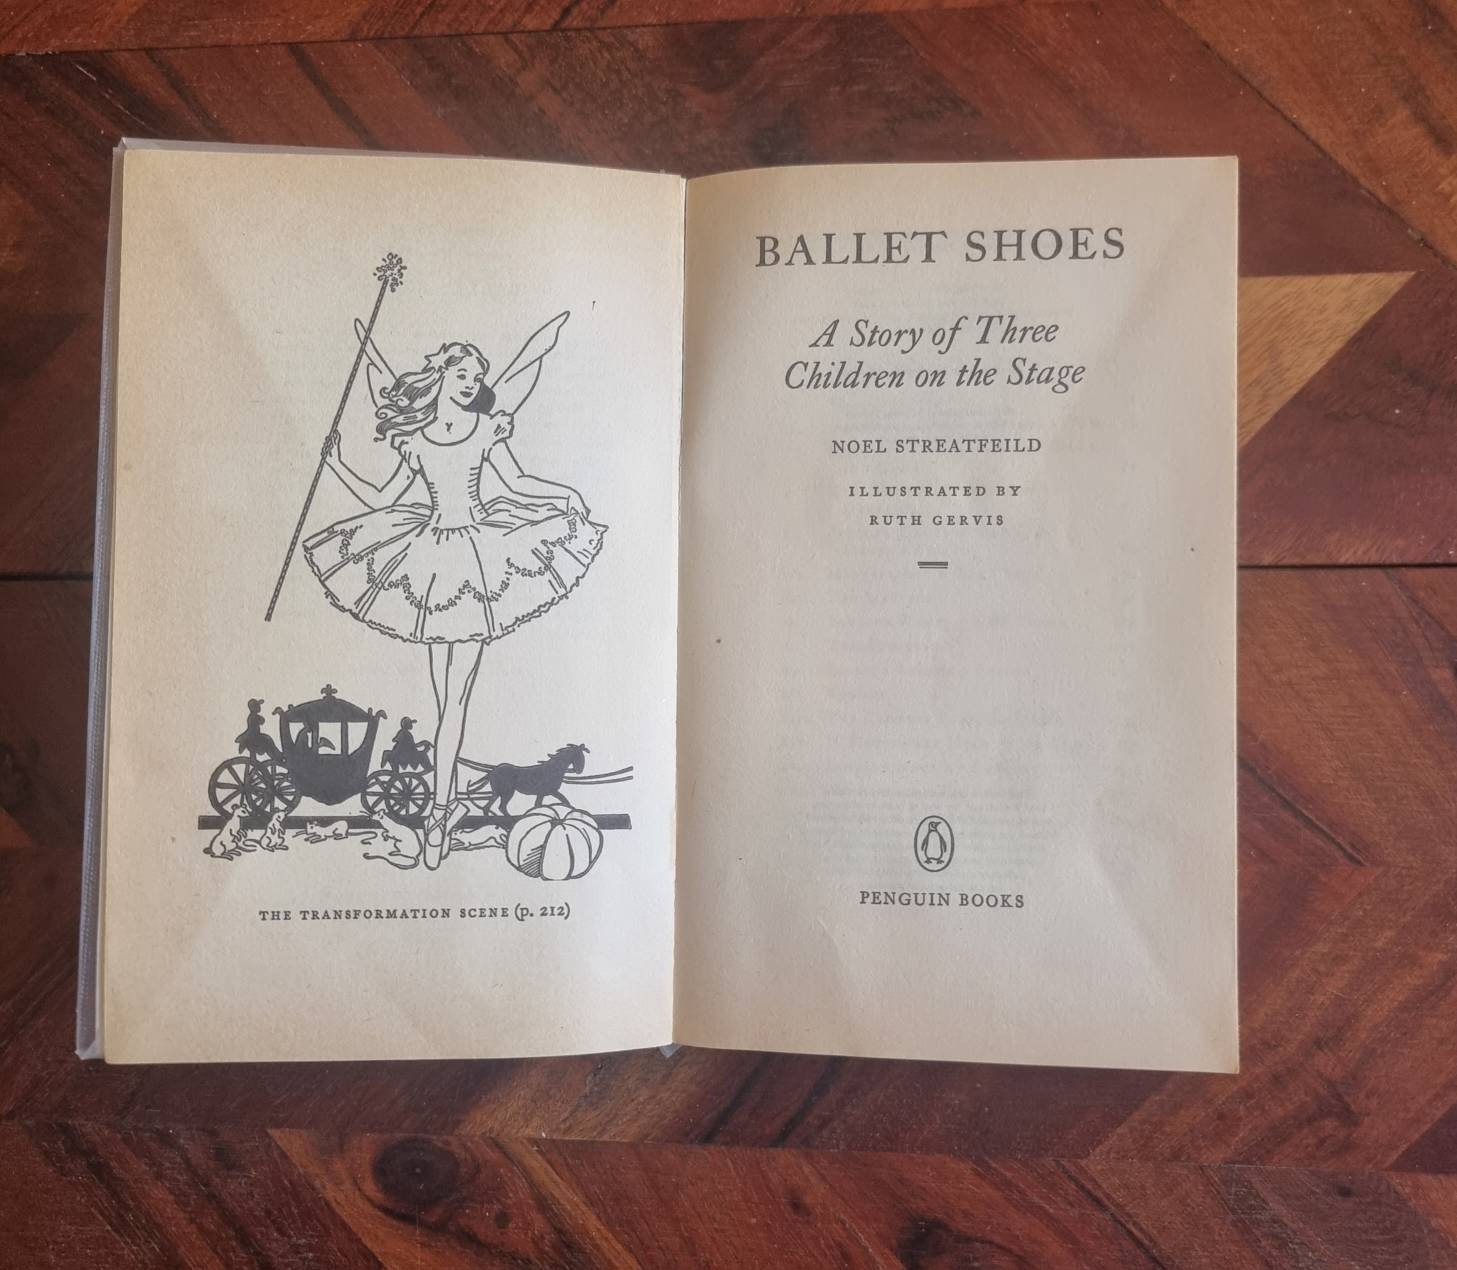 THE TRANSFORMATION SCENE (p. 212)
BALLET SHOES
A Story of Three
Children on the Stage
NOEL STREATFEILD
ILLUSTRATED BY
RUTH GERVIS
PENGUIN BOOKS